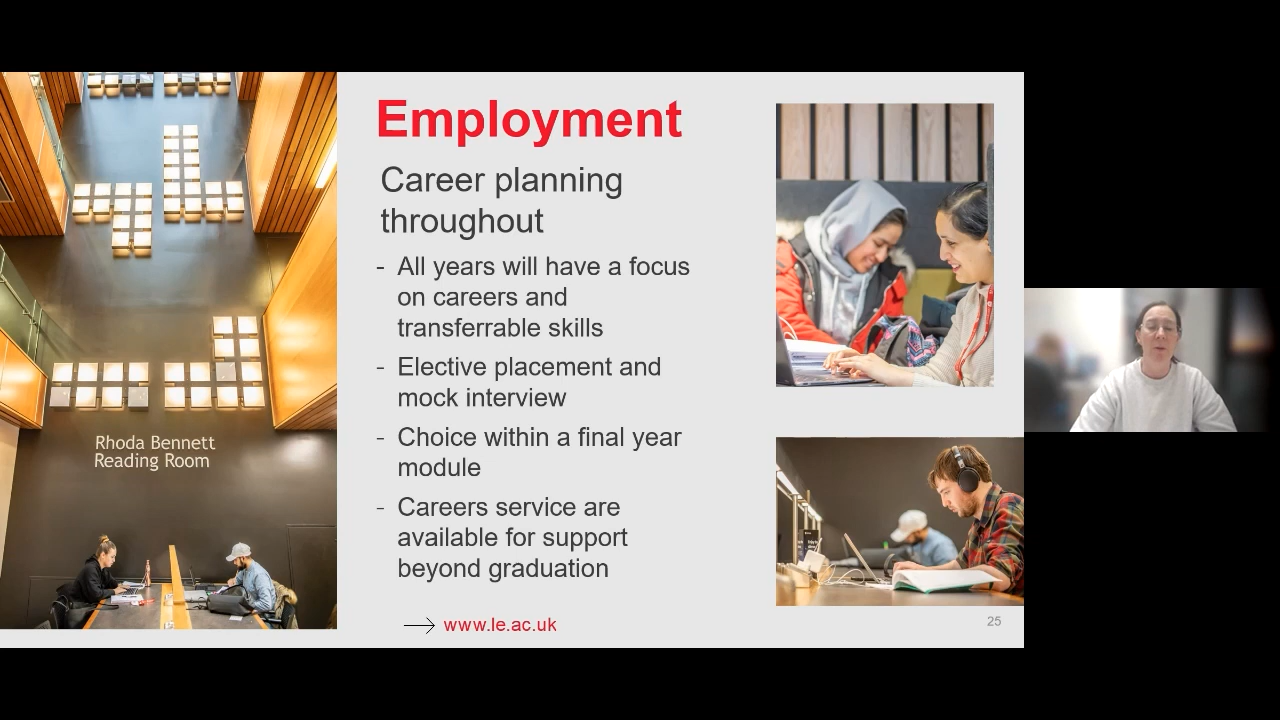 Employment
Career planning
throughout
- All years will have a focus
on careers and
transferrable skills
- Elective placement and
mock interview
- Choice within a final year
module
- Careers service are
available for support
beyond graduation
www.le.ac.uk
25
Rhoda Bennett
Reading Room